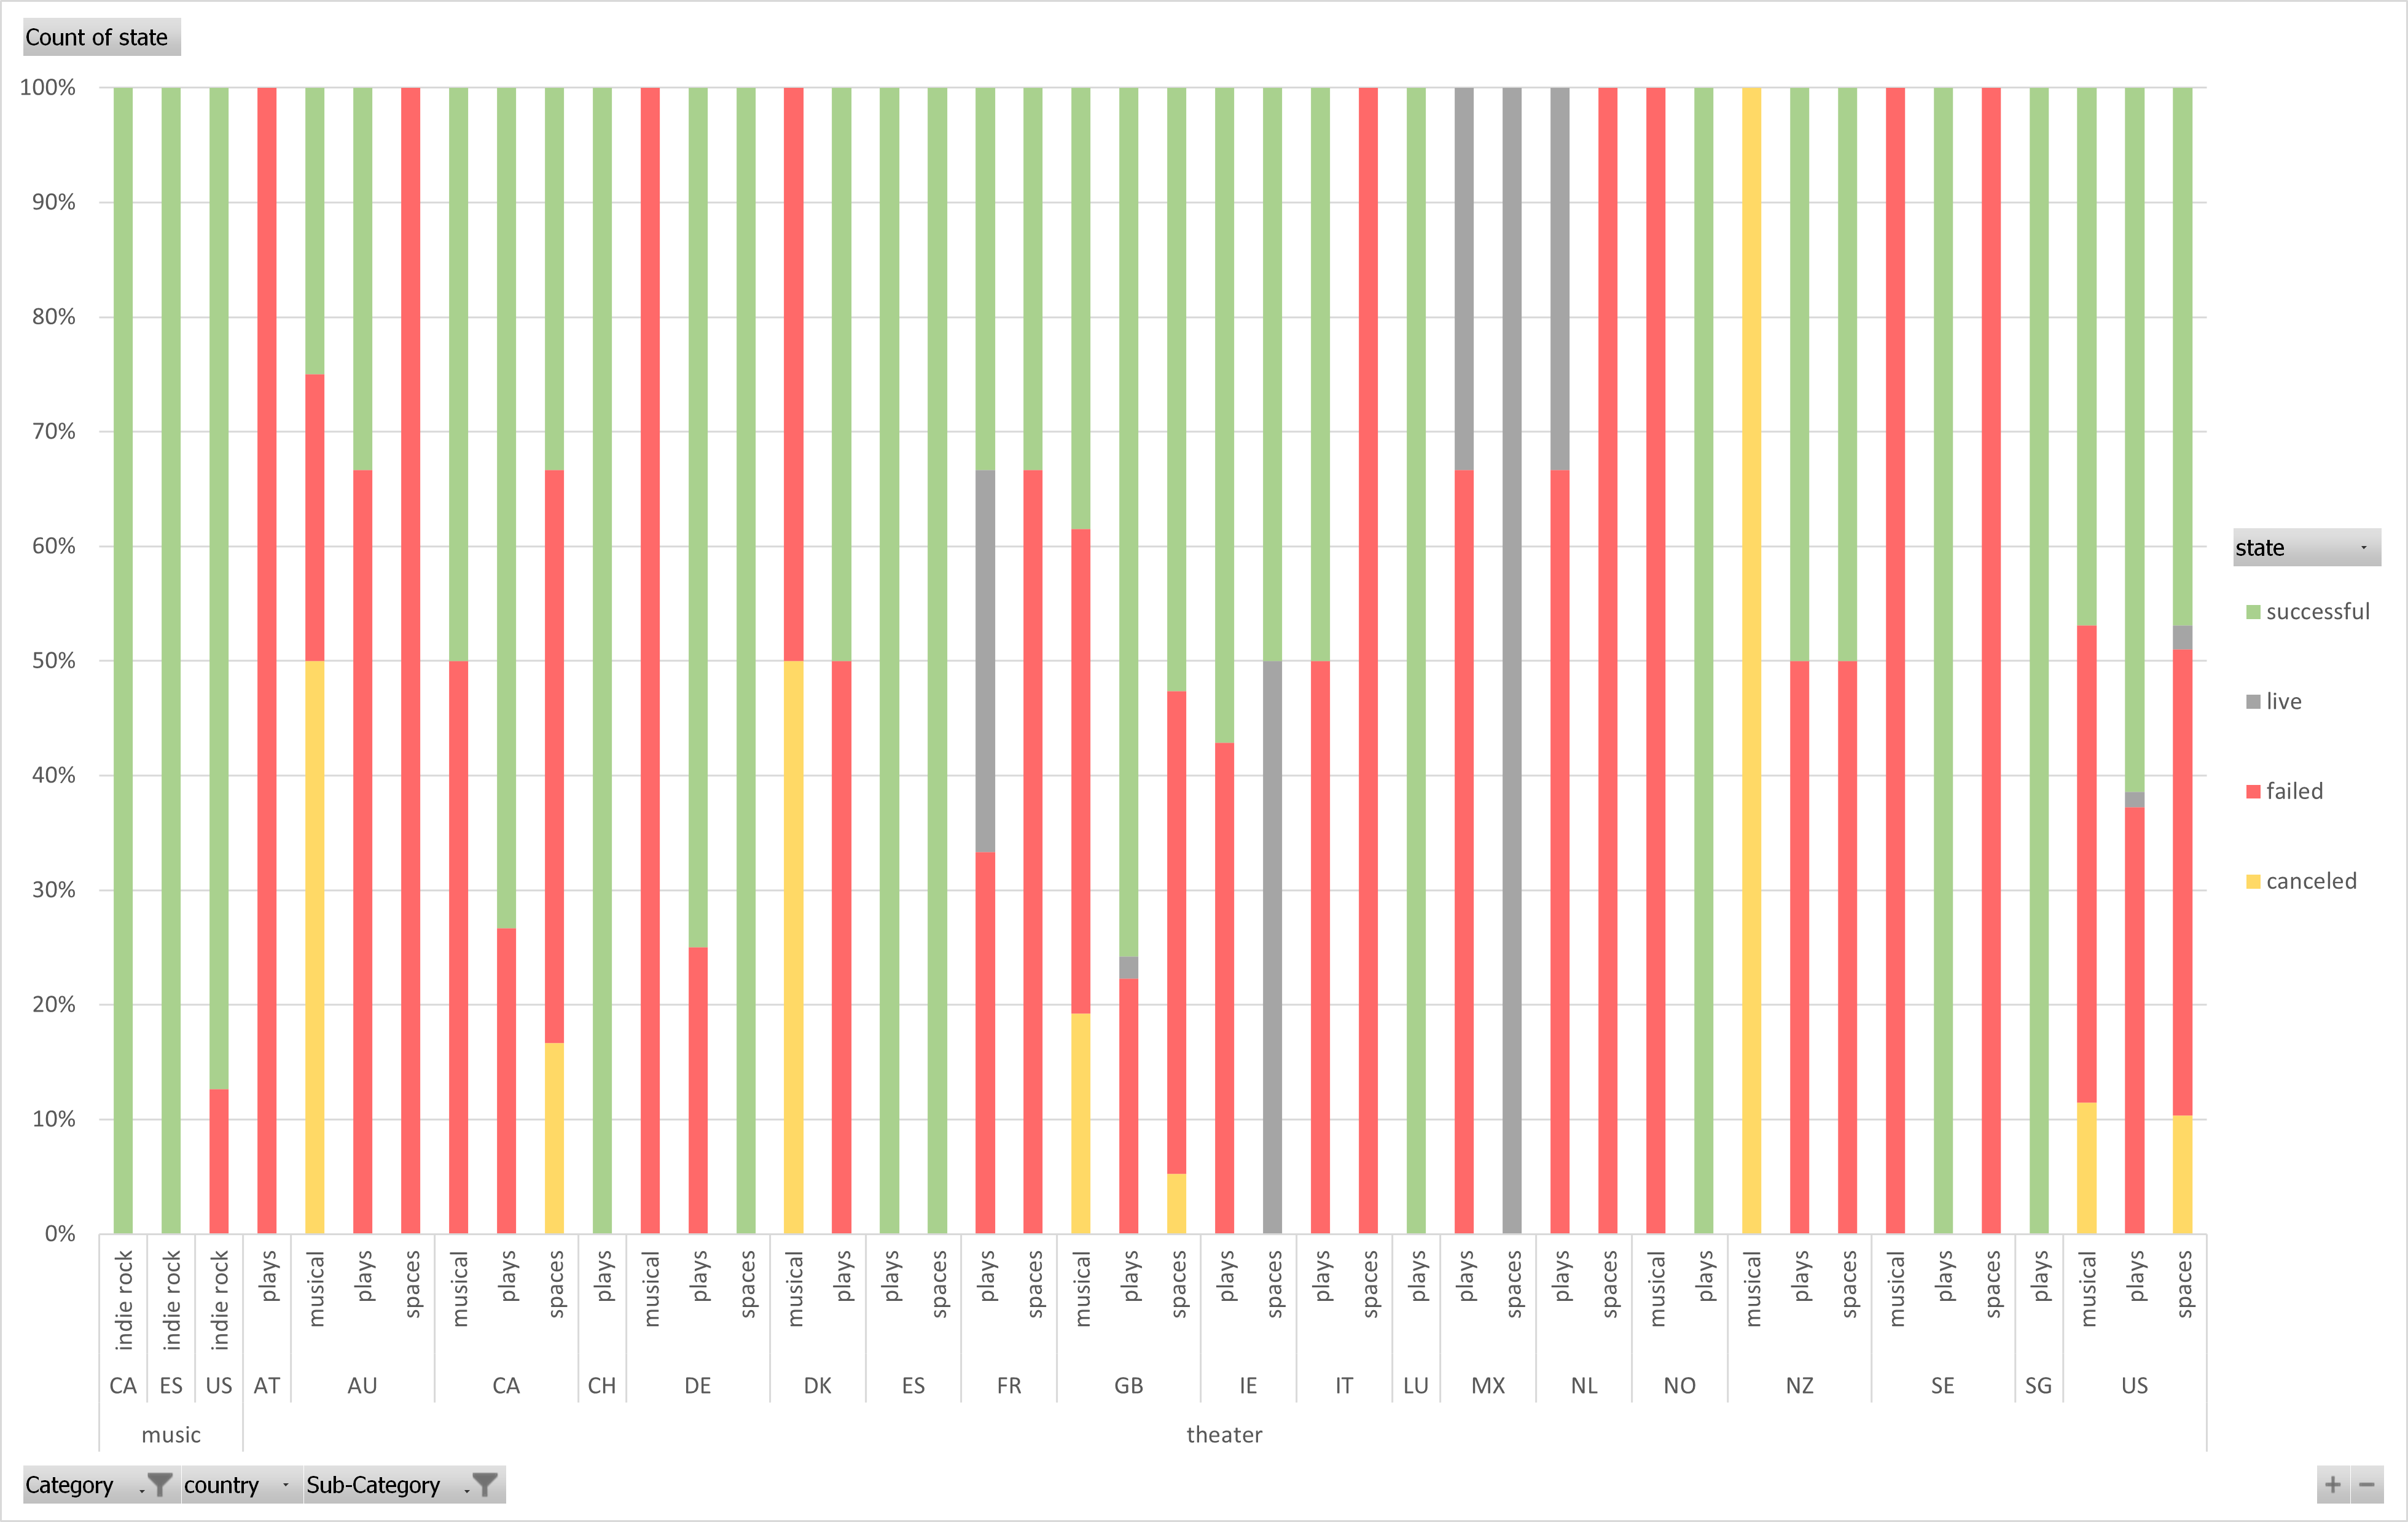 Count of state
100%
90%
80%
70%
60%
50%
40%
30%
20%
10%
0%
indie rock indie rock indie rock plays musical plays spaces musical plays spaces plays musical plays spaces musical plays plays spaces plays spaces musical plays spaces plays spaces plays spaces plays plays spaces plays spaces musical plays musical plays spaces musical plays spaces plays musical plays spaces
CA ES US AT AU CA CH DE DK ES FR GB IE IT LU MX NL NO NZ SE SG US
music theater
state
successful
live
failed
canceled
Category country Sub-Category